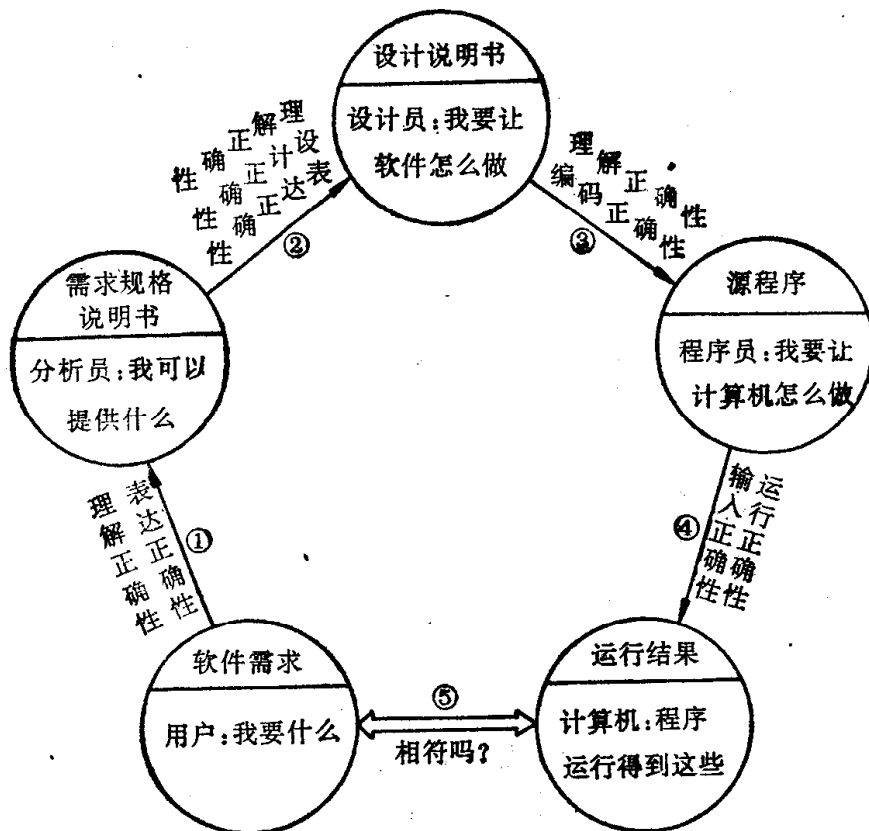 设计说明书
设计员：我要让
软件怎么做
理解正确性
设计正确性
表达正确性
②
理解正确性
编码正确性
③
需求规格
说明书
分析员：我可以
提供什么
源程序
程序员：我要让
计算机怎么做
理解正确性
表达正确性
①
④
输入正确性
运行正确性
软件需求
用户：我要什么
⑤
相符吗？
运行结果
计算机：程序
运行得到这些